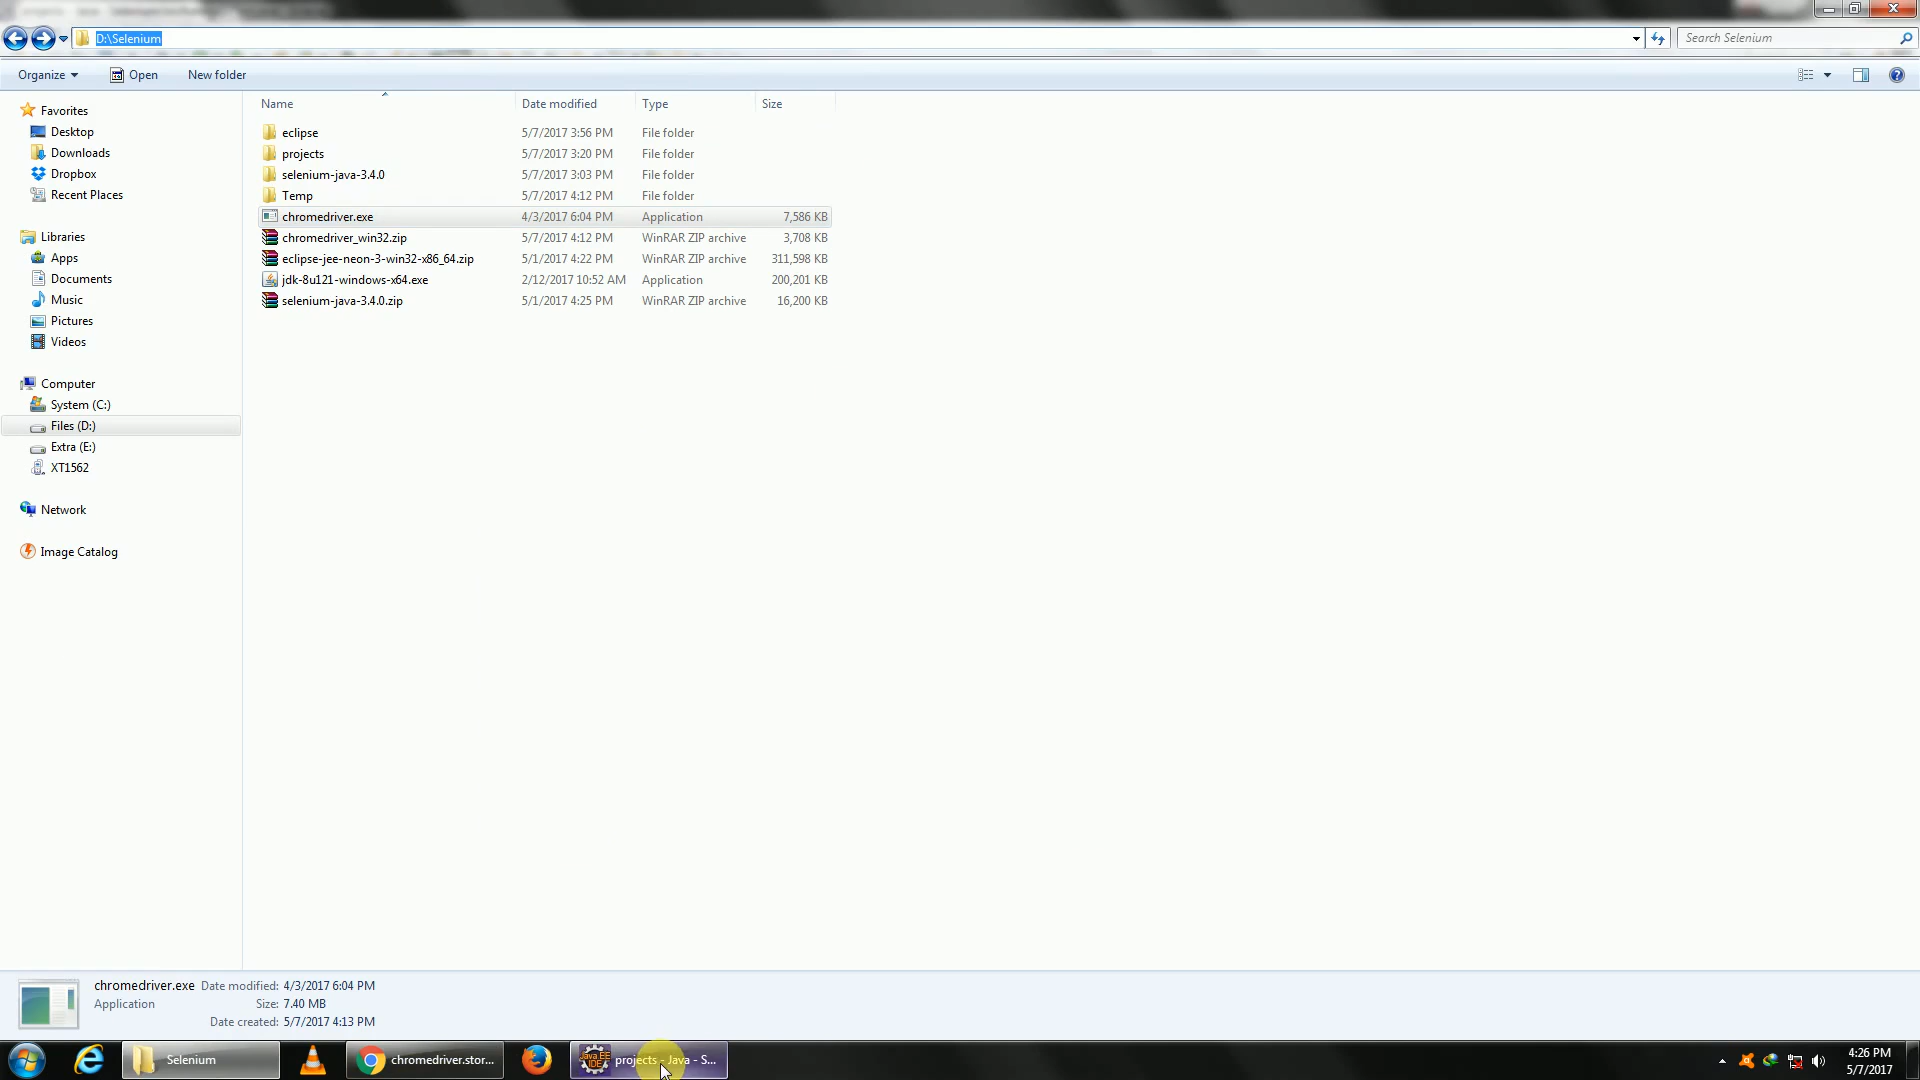 D:\Selenium
Search Selenium
Organize Open New folder
Name Date modified Type Size
Favorites
Desktop
Downloads
Dropbox
Recent Places
Libraries
Apps
Documents
Music
Pictures
Videos
Computer
System (C:)
Files (D:)
Extra (E:)
XT1562
Network
Image Catalog
eclipse 5/7/2017 3:56 PM File folder
projects 5/7/2017 3:20 PM File folder
selenium-java-3.4.0 5/7/2017 3:03 PM File folder
Temp 5/7/2017 4:12 PM File folder
chromedriver.exe 4/3/2017 6:04 PM Application 7,586 KB
chromedriver_win32.zip 5/7/2017 4:12 PM WinRAR ZIP archive 3,708 KB
eclipse-jee-neon-3-win32-x86_64.zip 5/1/2017 4:22 PM WinRAR ZIP archive 311,598 KB
jdk-8u121-windows-x64.exe 2/12/2017 10:52 AM Application 200,201 KB
selenium-java-3.4.0.zip 5/1/2017 4:25 PM WinRAR ZIP archive 16,200 KB
chromedriver.exe Date modified: 4/3/2017 6:04 PM
Application Size: 7.40 MB
Date created: 5/7/2017 4:13 PM
Selenium
chromedriver.stor...
Java EE
IDE
projects - Java - S...
4:26 PM
5/7/2017